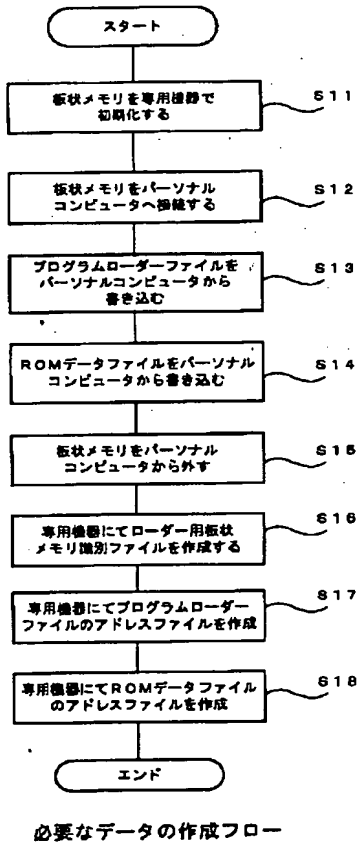 スタート
板状メモリを専用機器で
初期化する
S11
板状メモリをパーソナル
コンピュータへ接続する
S12
プログラムローダーファイルを
パーソナルコンピュータから
書き込む
S13
ROMデータファイルをパーソナル
コンピュータから書き込む
S14
板状メモリをパーソナル
コンピュータから外す
S15
専用機器にてローダー用板状
メモリ識別ファイルを作成する
S16
専用機器にてプログラムローダー
ファイルのアドレスファイルを作成
S17
専用機器にてROMデータファイル
のアドレスファイルを作成
S18
エンド
必要なデータの作成フロー